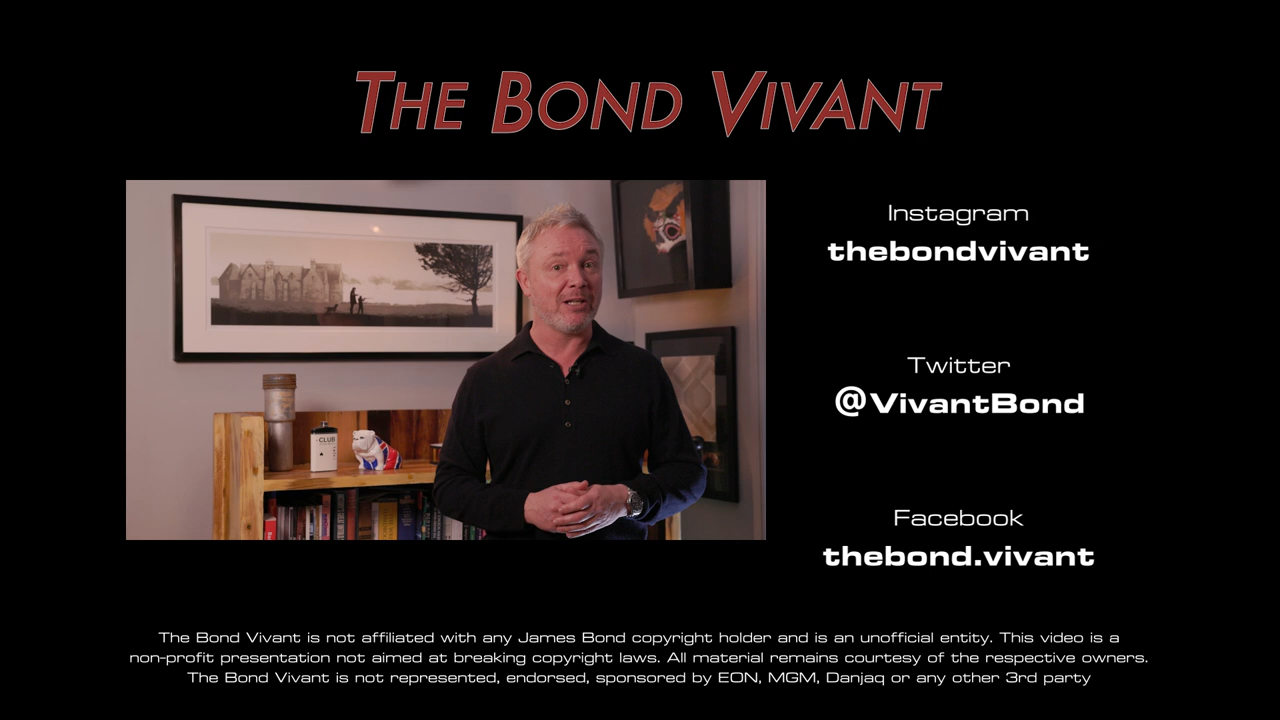 THE BOND VIVANT
Instagram
thebondvivant
Twitter
@VivantBond
Facebook
thebond.vivant
CLUB
The Bond Vivant is not affiliated with any James Bond copyright holder and is an unofficial entity. This video is a
non-profit presentation not aimed at breaking copyright laws. All material remains courtesy of the respective owners.
The Bond Vivant is not represented, endorsed, sponsored by EON, MGM, Danjaq or any other 3rd party